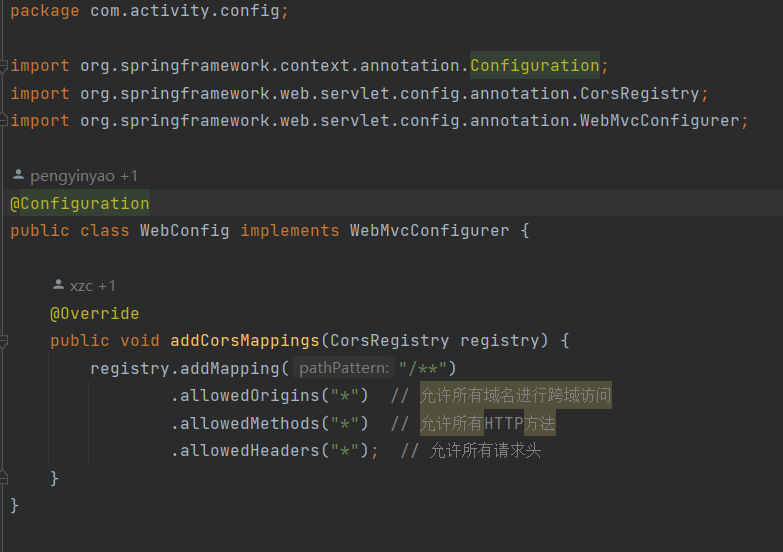 package com.activity.config;
import org.springframework.context.annotation.Configuration;
import org.springframework.web.servlet.config.annotation.CorsRegistry;
import org.springframework.web.servlet.config.annotation.WebMvcConfigurer;
pengyinyao +1
@Configuration
public class WebConfig implements WebMvcConfigurer {
xzc +1
@Override
public void addCorsMappings(CorsRegistry registry) {
registry.addMapping( pathPattern: "/**")
.allowedOrigins("*") // 允许所有域名进行跨域访问
.allowedMethods("*") // 允许所有HTTP方法
.allowedHeaders("*"); // 允许所有请求头
}
}